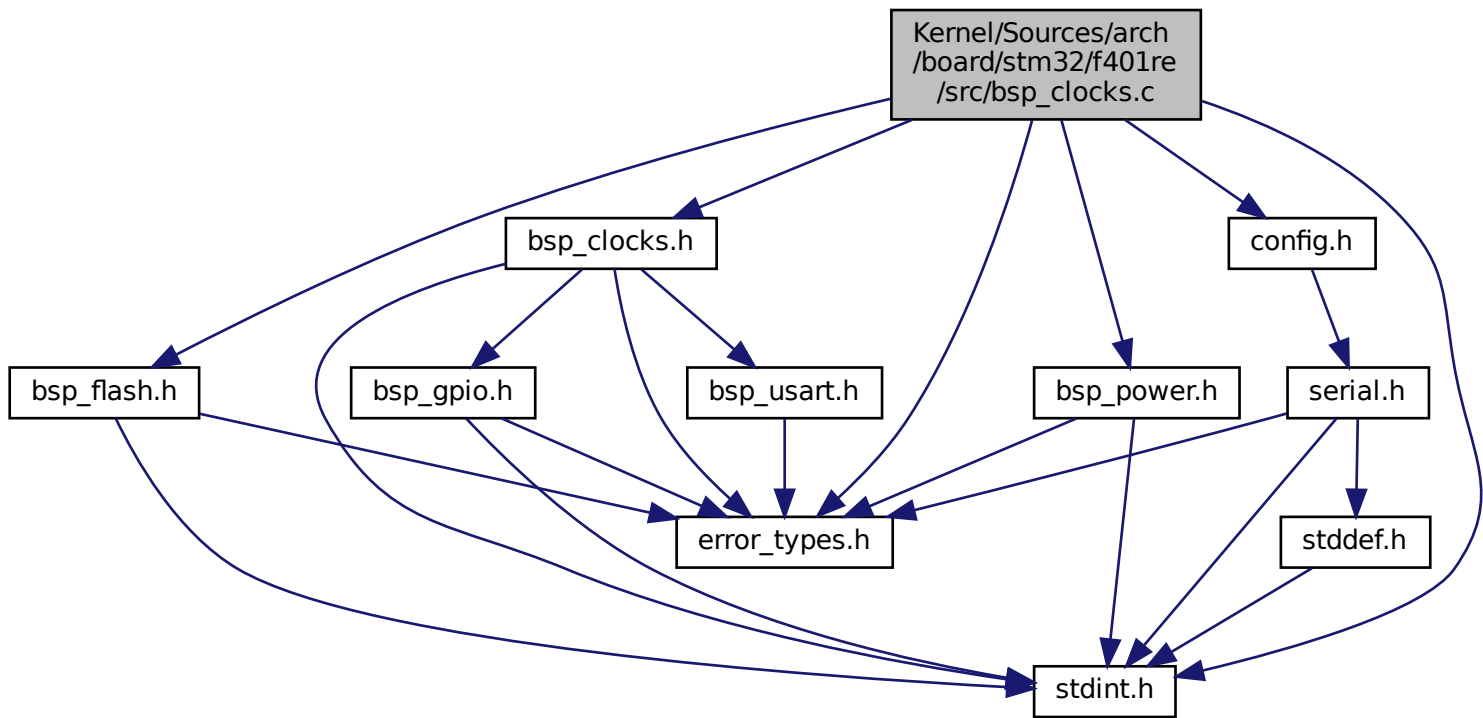 Kernel/Sources/arch
/board/stm32/f401re
/src/bsp_clocks.c
bsp_clocks.h
config.h
bsp_flash.h
bsp_gpio.h
bsp_usart.h
bsp_power.h
serial.h
error_types.h
stddef.h
stdint.h